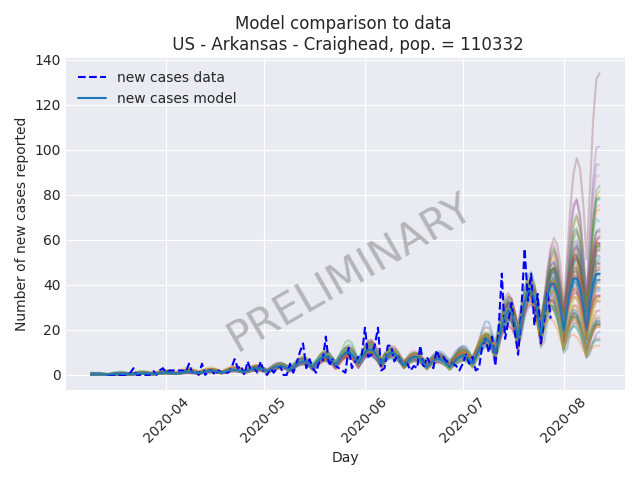 Model comparison to data
US - Arkansas - Craighead, pop. = 110332
new cases data
new cases model
PRELIMINARY
Number of new cases reported
140
120
100
80
60
40
20
0
2020-04
2020-05
2020-06
2020-07
2020-08
Day